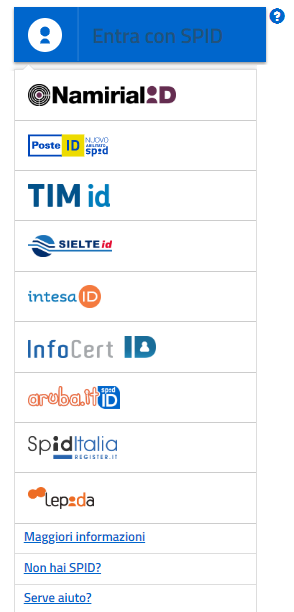 Entra con SPID
?
Namirial ID
Poste ID NUOVO ABILITATO spid
TIM id
SIELTE id
intesa ID
InfoCert ID
aruba.it spid ID
SpidItalia
REGISTER.IT
lepida
Maggiori informazioni
Non hai SPID?
Serve aiuto?